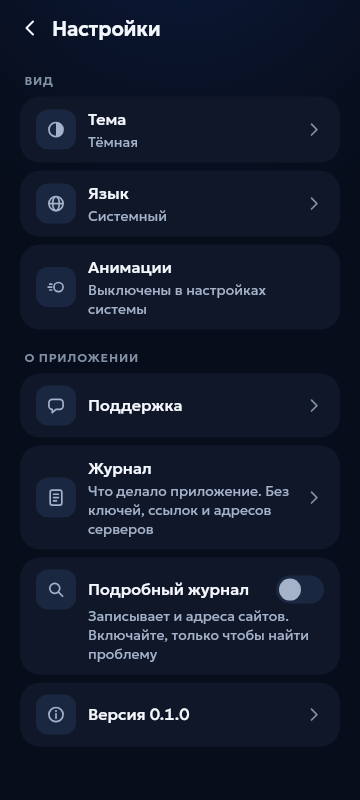 Настройки
ВИД
Тема
Тёмная
Язык
Системный
Анимации
Выключены в настройках
системы
О ПРИЛОЖЕНИИ
Поддержка
Журнал
Что делало приложение. Без
ключей, ссылок и адресов
серверов
Подробный журнал
Записывает и адреса сайтов.
Включайте, только чтобы найти
проблему
Версия 0.1.0